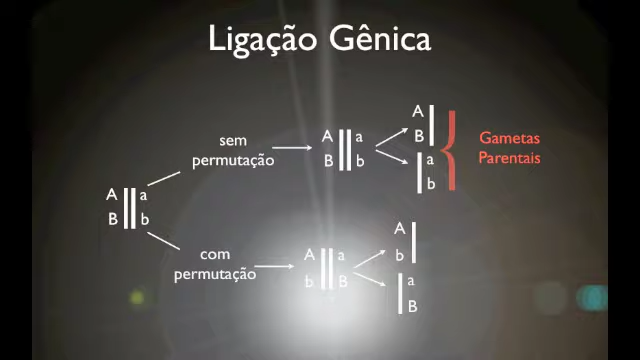 Ligação Gênica
sem
permutação
A a
B b
A
B
a
b
Gametas
Parentais
A a
B b
com
permutação
A a
b B
A
b
a
B